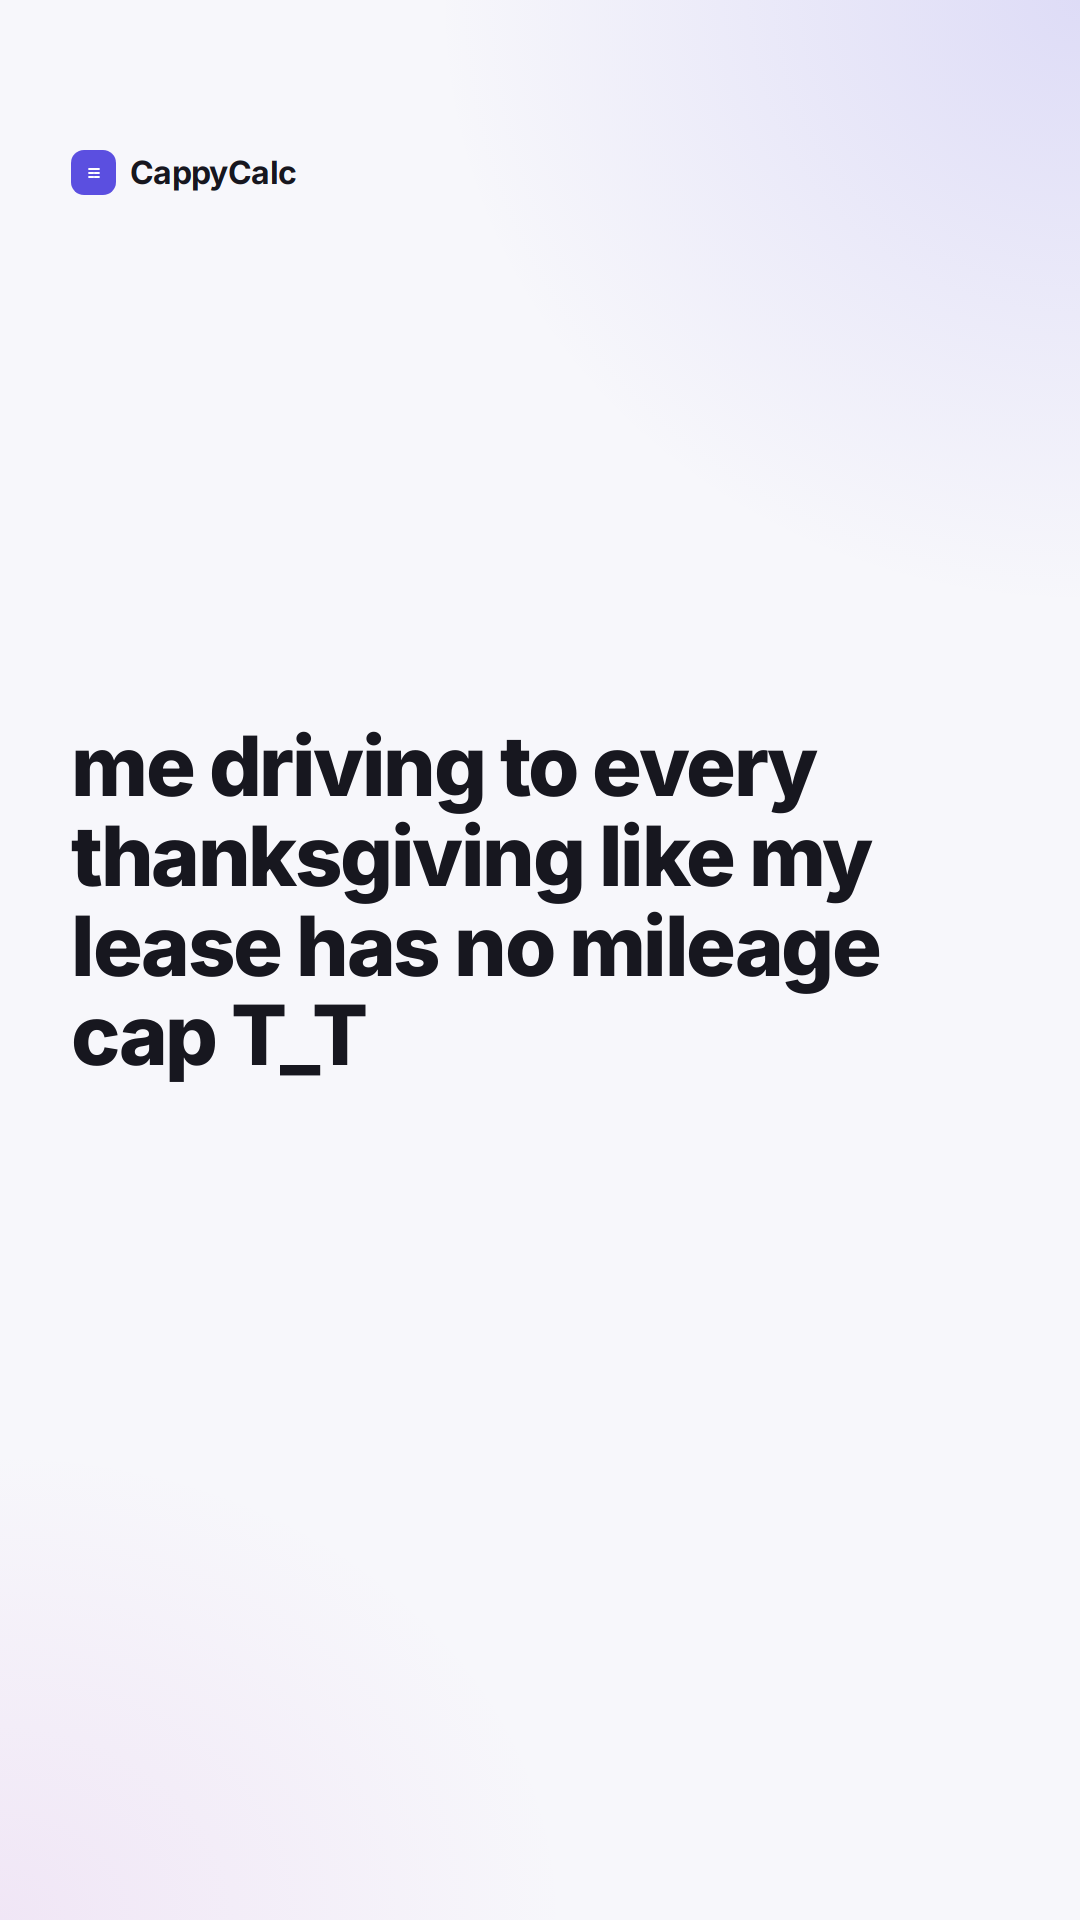 CappyCalc
me driving to every
thanksgiving like my
lease has no mileage
cap T_T